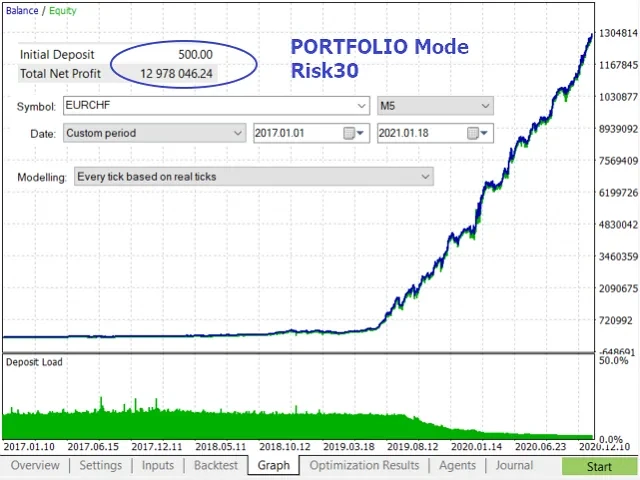 Balance / Equity
Initial Deposit 500.00
Total Net Profit 12 978 046.24
PORTFOLIO Mode
Risk30
Symbol: EURCHF M5
Date: Custom period 2017.01.01 2021.01.18
Modelling: Every tick based on real ticks
1304814
1167845
1030877
8939092
7569409
6199726
4830042
3460359
2090675
720992
-648691
Deposit Load
50.0%
0.0%
2017.01.10 2017.06.15 2017.12.11 2018.05.11 2018.10.12 2019.03.18 2019.08.12 2020.01.14 2020.06.23 2020.12.10
Overview Settings Inputs Backtest Graph Optimization Results Agents Journal Start